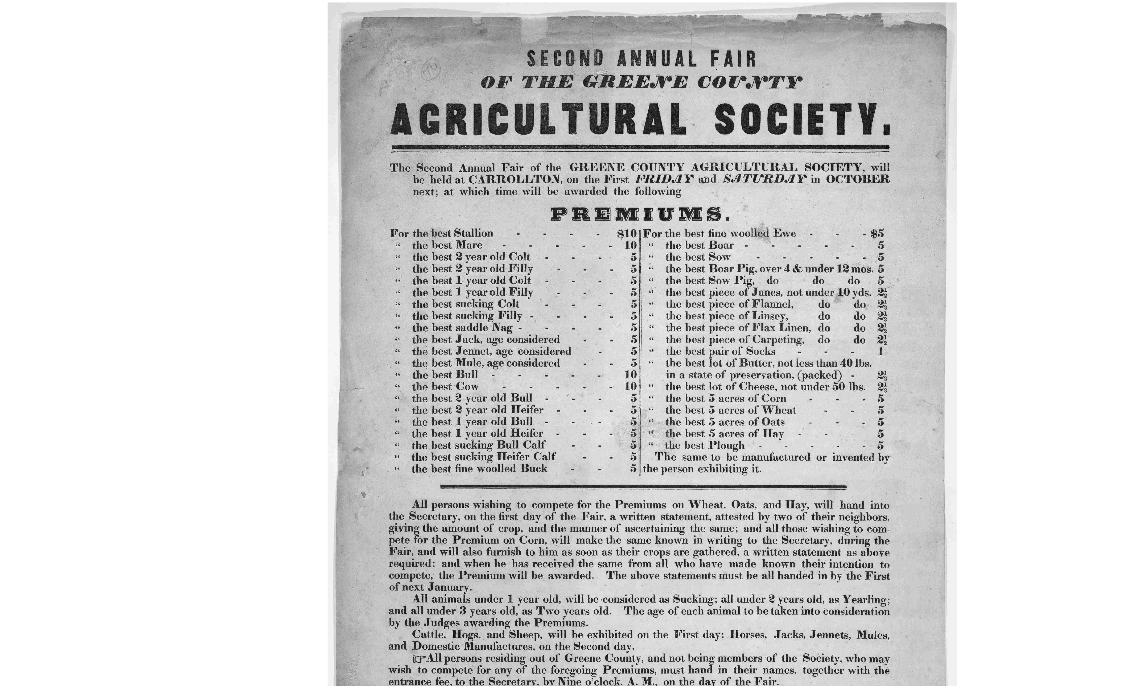 SECOND ANNUAL FAIR
OF THE GREENE COUNTY
AGRICULTURAL SOCIETY.
The Second Annual Fair of the GREENE COUNTY AGRICULTURAL SOCIETY, will
be held at CARROLLTON, on the First FRIDAY and SATURDAY in OCTOBER
next; at which time will be awarded the following
PREMIUMS.
For the best Stallion - - - - $10
" the best Mare - - - - - 10
" the best 2 year old Colt - - - 5
" the best 2 year old Filly - - - 5
" the best 1 year old Colt - - - 5
" the best 1 year old Filly - - - 5
" the best sucking Colt - - - 5
" the best sucking Filly - - - - 5
" the best saddle Nag - - - - 5
" the best Jack, age considered - - 5
" the best Jennet, age considered - 5
" the best Mule, age considered - - 5
" the best Bull - - - - - 10
" the best Cow - - - - - 10
" the best 2 year old Bull - - - 5
" the best 2 year old Heifer - - - 5
" the best 1 year old Bull - - - 5
" the best 1 year old Heifer - - - 5
" the best sucking Bull Calf - - 5
" the best sucking Heifer Calf - - 5
" the best fine woolled Buck - - 5
For the best fine woolled Ewe - - - $5
" the best Boar - - - - - - 5
" the best Sow - - - - - 5
" the best Boar Pig, over 4 & under 12 mos. 5
" the best Sow Pig, do do do 5
" the best piece of Janes, not under 10 yds. 2½
" the best piece of Flannel, do do 2½
" the best piece of Linsey, do do 2½
" the best piece of Flax Linen, do do 2½
" the best piece of Carpeting, do do 2½
" the best pair of Socks - - - 1
" the best lot of Butter, not less than 40 lbs.
in a state of preservation, (packed) - 2½
" the best lot of Cheese, not under 50 lbs. 2½
" the best 5 acres of Corn - - - 5
" the best 5 acres of Wheat - - 5
" the best 5 acres of Oats - - - 5
" the best 5 acres of Hay - - - 5
" the best Plough - - - - - 5
The same to be manufactured or invented by
the person exhibiting it.
All persons wishing to compete for the Premiums on Wheat, Oats, and Hay, will hand into
the Secretary, on the first day of the Fair, a written statement, attested by two of their neighbors,
giving the amount of crop, and the manner of ascertaining the same; and all those wishing to com-
pete for the Premium on Corn, will make the same known in writing to the Secretary, during the
Fair, and will also furnish to him as soon as their crops are gathered, a written statement as above
required; and when he has received the same from all who have made known their intention to
compete, the Premium will be awarded. The above statements must be all handed in by the First
of next January.
All animals under 1 year old, will be considered as Sucking; all under 2 years old, as Yearling;
and all under 3 years old, as Two years old. The age of each animal to be taken into consideration
by the Judges awarding the Premiums.
Cattle, Hogs, and Sheep, will be exhibited on the First day; Horses, Jacks, Jennets, Mules,
and Domestic Manufactures, on the Second day.
☞All persons residing out of Greene County, and not being members of the Society, who may
wish to compete for any of the foregoing Premiums, must hand in their names, together with the
entrance fee, to the Secretary, by Nine o'clock, A. M., on the day of the Fair.